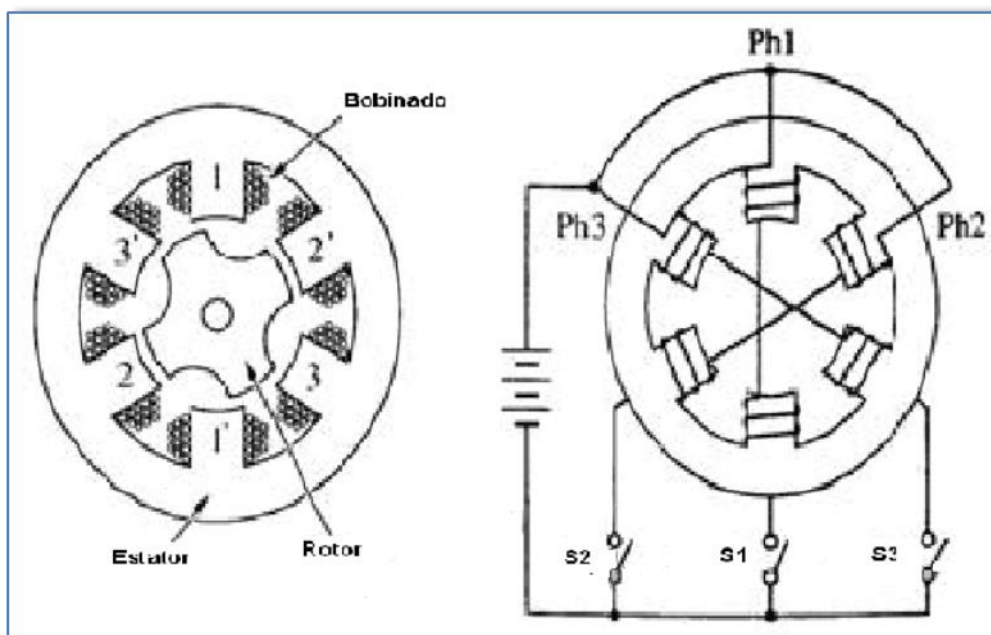 Bobinado
1
2'
3
1'
2
3'
Estator
Rotor
Ph1
Ph3
Ph2
S2
S1
S3